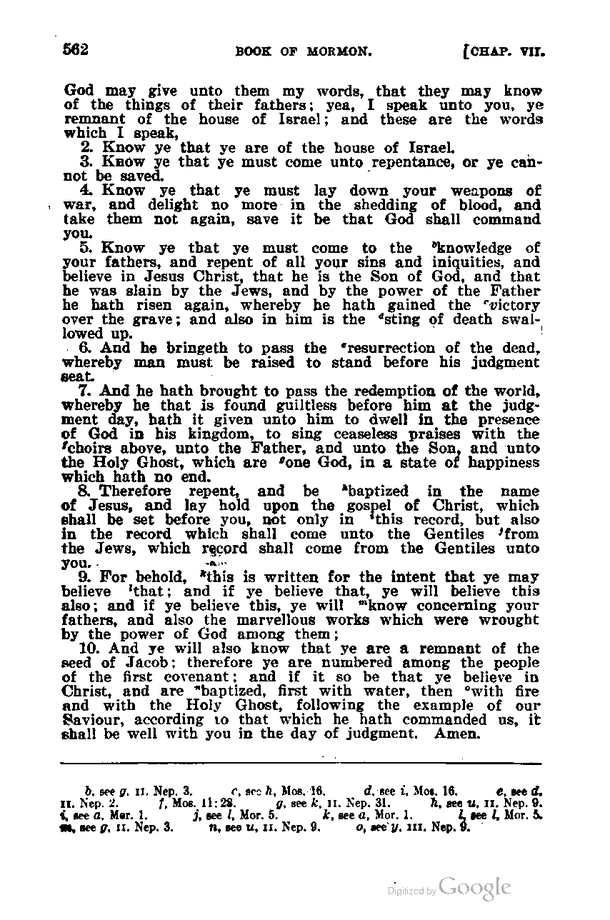 562 BOOK OF MORMON. [CHAP. VII.
God may give unto them my words, that they may know
of the things of their fathers; yea, I speak unto you, ye
remnant of the house of Israel; and these are the words
which I speak,
2. Know ye that ye are of the house of Israel.
3. Know ye that ye must come unto repentance, or ye can-
not be saved.
4. Know ye that ye must lay down your weapons of
war, and delight no more in the shedding of blood, and
take them not again, save it be that God shall command
you.
5. Know ye that ye must come to the ᵇknowledge of
your fathers, and repent of all your sins and iniquities, and
believe in Jesus Christ, that he is the Son of God, and that
he was slain by the Jews, and by the power of the Father
he hath risen again, whereby he hath gained the ᶜvictory
over the grave; and also in him is the ᵈsting of death swal-
lowed up.
6. And he bringeth to pass the ᵉresurrection of the dead,
whereby man must be raised to stand before his judgment
seat.
7. And he hath brought to pass the redemption of the world,
whereby he that is found guiltless before him at the judg-
ment day, hath it given unto him to dwell in the presence
of God in his kingdom, to sing ceaseless praises with the
ᶠchoirs above, unto the Father, and unto the Son, and unto
the Holy Ghost, which are ᵍone God, in a state of happiness
which hath no end.
8. Therefore repent, and be ʰbaptized in the name
of Jesus, and lay hold upon the gospel of Christ, which
shall be set before you, not only in ⁱthis record, but also
in the record which shall come unto the Gentiles ʲfrom
the Jews, which record shall come from the Gentiles unto
you.
9. For behold, ᵏthis is written for the intent that ye may
believe ˡthat; and if ye believe that, ye will believe this
also; and if ye believe this, ye will ᵐknow concerning your
fathers, and also the marvellous works which were wrought
by the power of God among them;
10. And ye will also know that ye are a remnant of the
seed of Jacob; therefore ye are numbered among the people
of the first covenant; and if it so be that ye believe in
Christ, and are ⁿbaptized, first with water, then ᵒwith fire
and with the Holy Ghost, following the example of our
Saviour, according to that which he hath commanded us, it
shall be well with you in the day of judgment. Amen.
b, see g, II. Nep. 3. c, see h, Mos. 16. d, see i, Mos. 16. e, see d,
II. Nep. 2. f, Mos. 11:28. g, see k, II. Nep. 31. h, see u, II. Nep. 9.
i, see a, Mor. 1. j, see l, Mor. 5. k, see a, Mor. 1. l, see l, Mor. 5.
m, see g, II. Nep. 3. n, see u, II. Nep. 9. o, see y, III. Nep. 9.
Digitized by Google